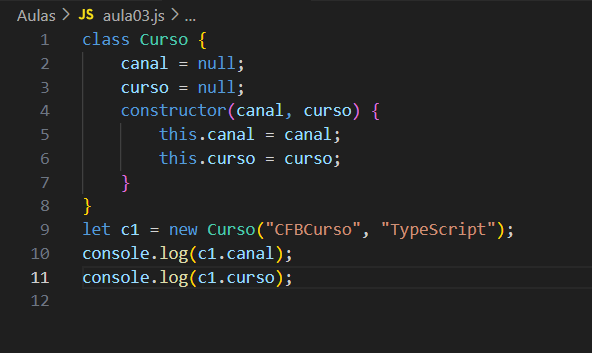 Aulas > JS aula03.js > ...
1 class Curso {
2     canal = null;
3     curso = null;
4     constructor(canal, curso) {
5         this.canal = canal;
6         this.curso = curso;
7     }
8 }
9 let c1 = new Curso("CFBCurso", "TypeScript");
10 console.log(c1.canal);
11 console.log(c1.curso);
12